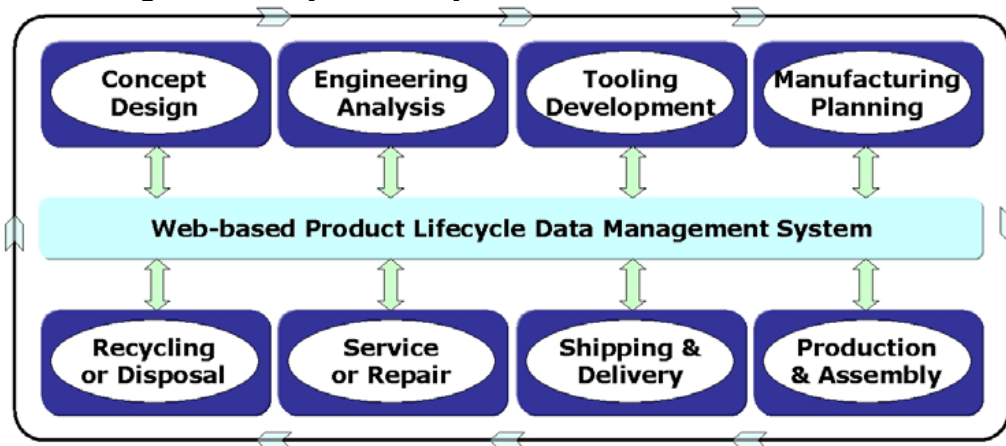 Concept
Design
Engineering
Analysis
Tooling
Development
Manufacturing
Planning
Web-based Product Lifecycle Data Management System
Recycling
or Disposal
Service
or Repair
Shipping &
Delivery
Production
& Assembly